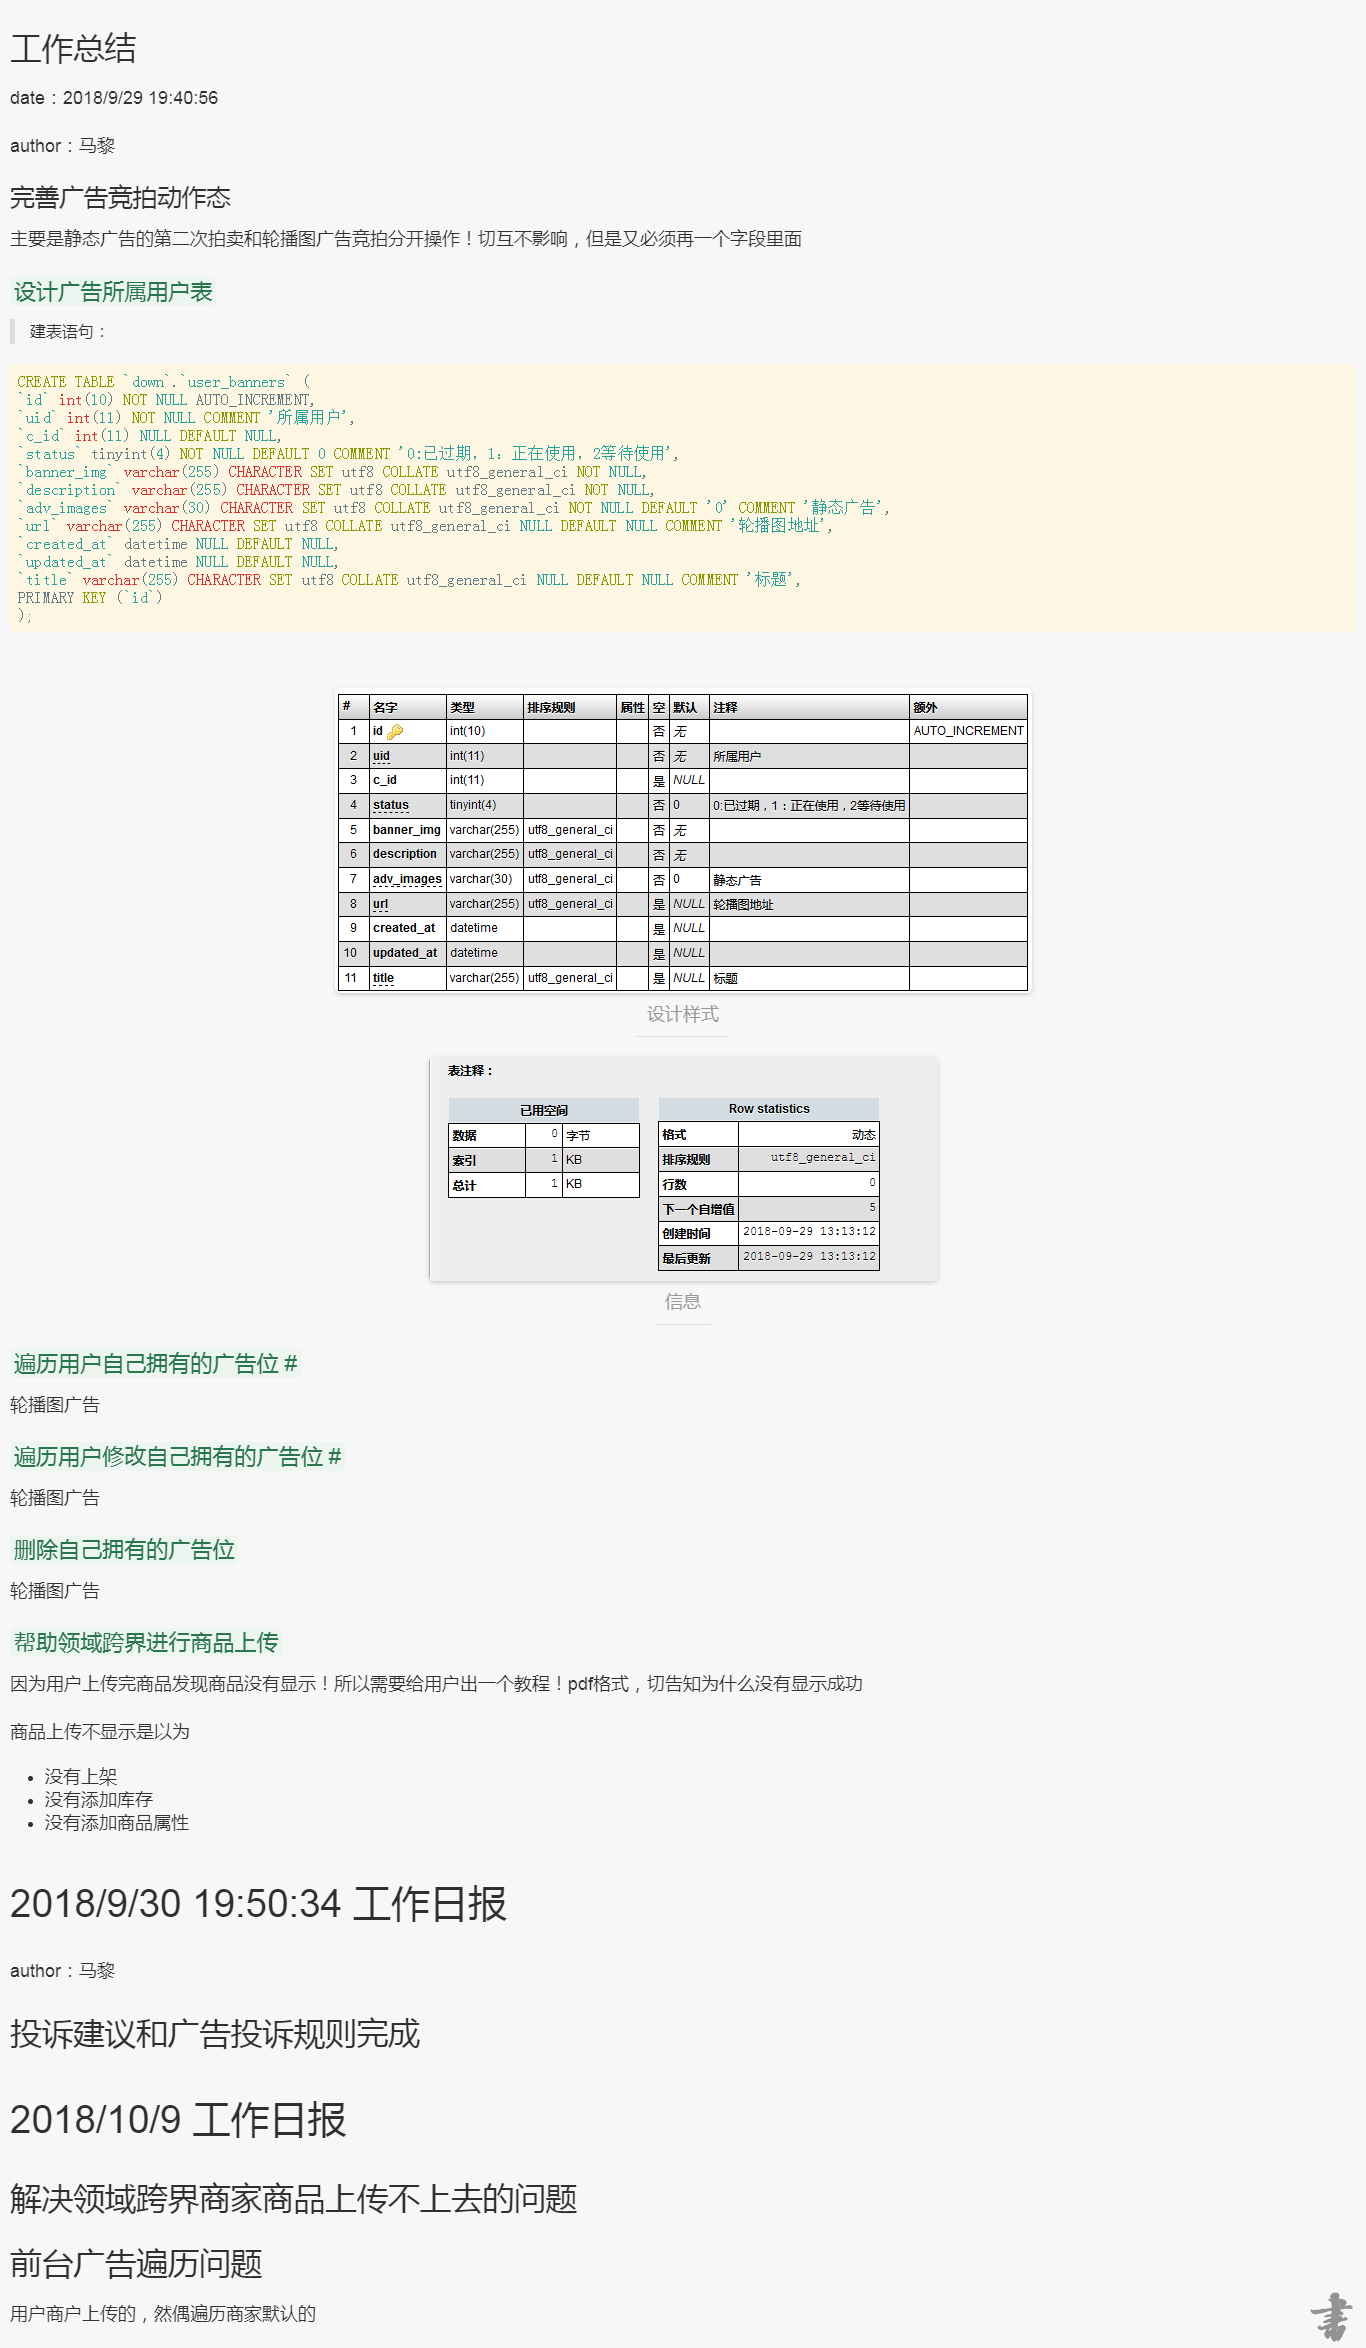 工作总结
date：2018/9/29 19:40:56
author：马黎
完善广告竞拍动作态
主要是静态广告的第二次拍卖和轮播图广告竞拍分开操作！切互不影响，但是又必须再一个字段里面
设计广告所属用户表
建表语句：
CREATE TABLE `down`.`user_banners` (
`id` int(10) NOT NULL AUTO_INCREMENT,
`uid` int(11) NOT NULL COMMENT '所属用户',
`c_id` int(11) NULL DEFAULT NULL,
`status` tinyint(4) NOT NULL DEFAULT 0 COMMENT '0:已过期，1：正在使用，2等待使用',
`banner_img` varchar(255) CHARACTER SET utf8 COLLATE utf8_general_ci NOT NULL,
`description` varchar(255) CHARACTER SET utf8 COLLATE utf8_general_ci NOT NULL,
`adv_images` varchar(30) CHARACTER SET utf8 COLLATE utf8_general_ci NOT NULL DEFAULT '0' COMMENT '静态广告',
`url` varchar(255) CHARACTER SET utf8 COLLATE utf8_general_ci NULL DEFAULT NULL COMMENT '轮播图地址',
`created_at` datetime NULL DEFAULT NULL,
`updated_at` datetime NULL DEFAULT NULL,
`title` varchar(255) CHARACTER SET utf8 COLLATE utf8_general_ci NULL DEFAULT NULL COMMENT '标题',
PRIMARY KEY (`id`)
);
# 名字 类型 排序规则 属性 空 默认 注释 额外
1 id int(10) 否 无 AUTO_INCREMENT
2 uid int(11) 否 无 所属用户
3 c_id int(11) 是 NULL
4 status tinyint(4) 否 0 0:已过期，1：正在使用，2等待使用
5 banner_img varchar(255) utf8_general_ci 否 无
6 description varchar(255) utf8_general_ci 否 无
7 adv_images varchar(30) utf8_general_ci 否 0 静态广告
8 url varchar(255) utf8_general_ci 是 NULL 轮播图地址
9 created_at datetime 是 NULL
10 updated_at datetime 是 NULL
11 title varchar(255) utf8_general_ci 是 NULL 标题
设计样式
表注释：
已用空间
数据 0 字节
索引 1 KB
总计 1 KB
Row statistics
格式 动态
排序规则 utf8_general_ci
行数 0
下一个自增值 5
创建时间 2018-09-29 13:13:12
最后更新 2018-09-29 13:13:12
信息
遍历用户自己拥有的广告位 #
轮播图广告
遍历用户修改自己拥有的广告位 #
轮播图广告
删除自己拥有的广告位
轮播图广告
帮助领域跨界进行商品上传
因为用户上传完商品发现商品没有显示！所以需要给用户出一个教程！pdf格式，切告知为什么没有显示成功
商品上传不显示是以为
• 没有上架
• 没有添加库存
• 没有添加商品属性
2018/9/30 19:50:34 工作日报
author：马黎
投诉建议和广告投诉规则完成
2018/10/9 工作日报
解决领域跨界商家商品上传不上去的问题
前台广告遍历问题
用户商户上传的，然偶遍历商家默认的
書